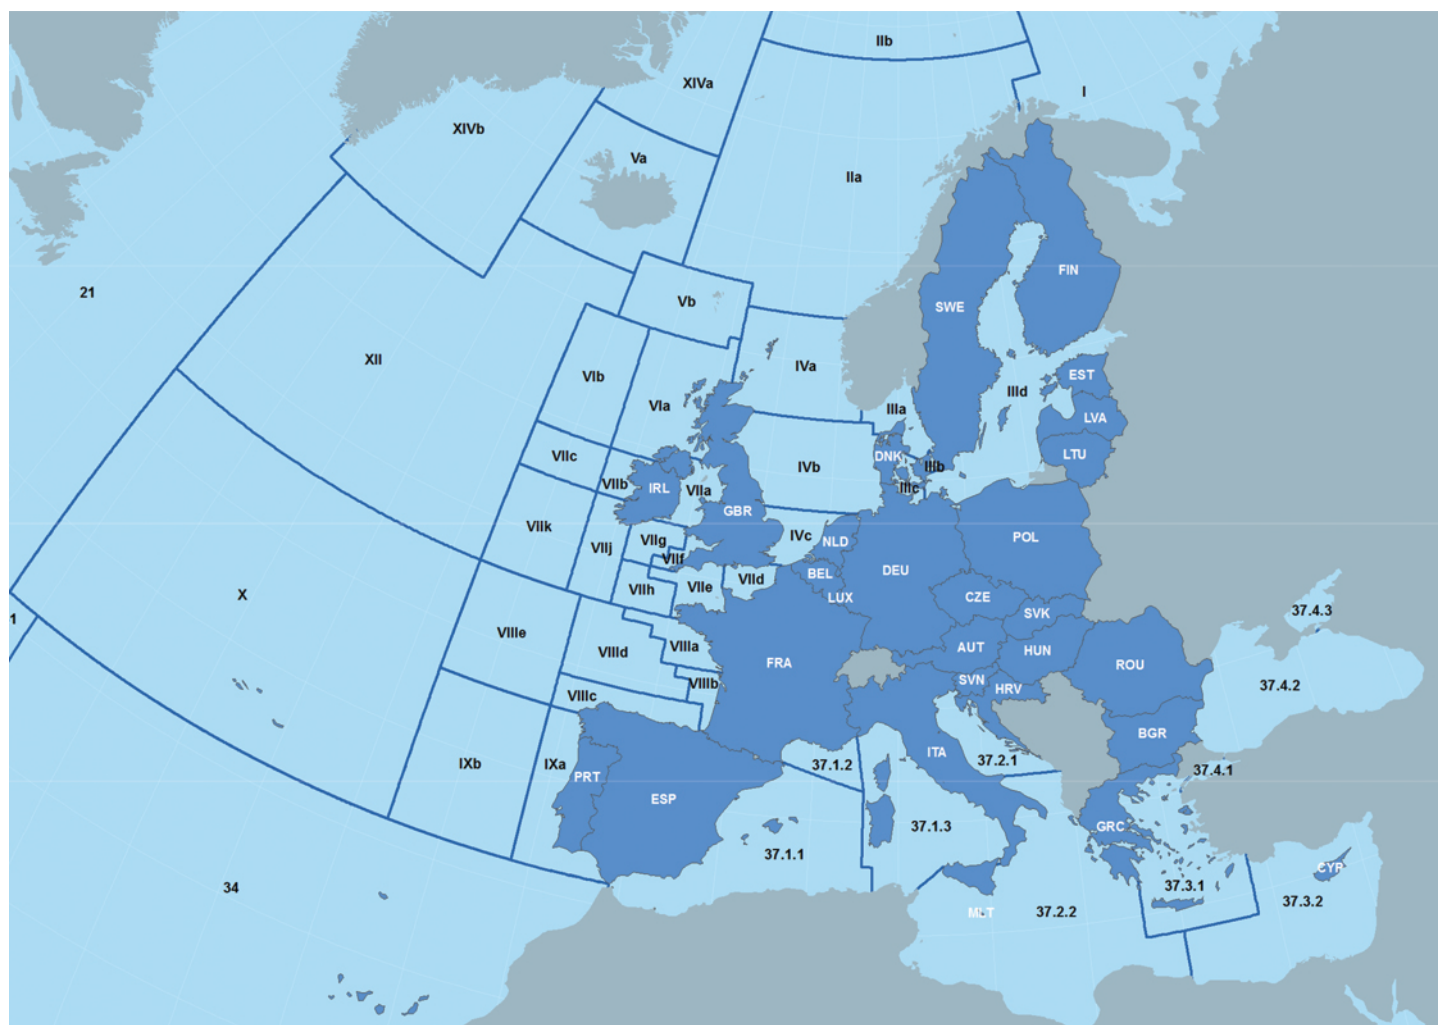 IIb
XIVa
I
XIVb
Va
IIa
FIN
21
Vb
SWE
XII
IVa
VIb
EST
IIId
VIa
IIIa
LVA
VIIc
DNK
LTU
IVb
IIIb
VIIb
IRL
VIIa
IIIc
GBR
VIIk
IVc
POL
VIIg
NLD
VIIj
VIIf
BEL
DEU
VIId
VIIh
VIIe
X
LUX
CZE
37.4.3
SVK
1
VIIIe
VIIIa
AUT
HUN
VIIId
FRA
ROU
SVN
VIIIb
37.4.2
HRV
VIIIc
BGR
ITA
37.2.1
IXb
IXa
37.1.2
37.4.1
PRT
ESP
37.1.3
GRC
37.1.1
CYP
34
37.3.1
37.3.2
MLT
37.2.2